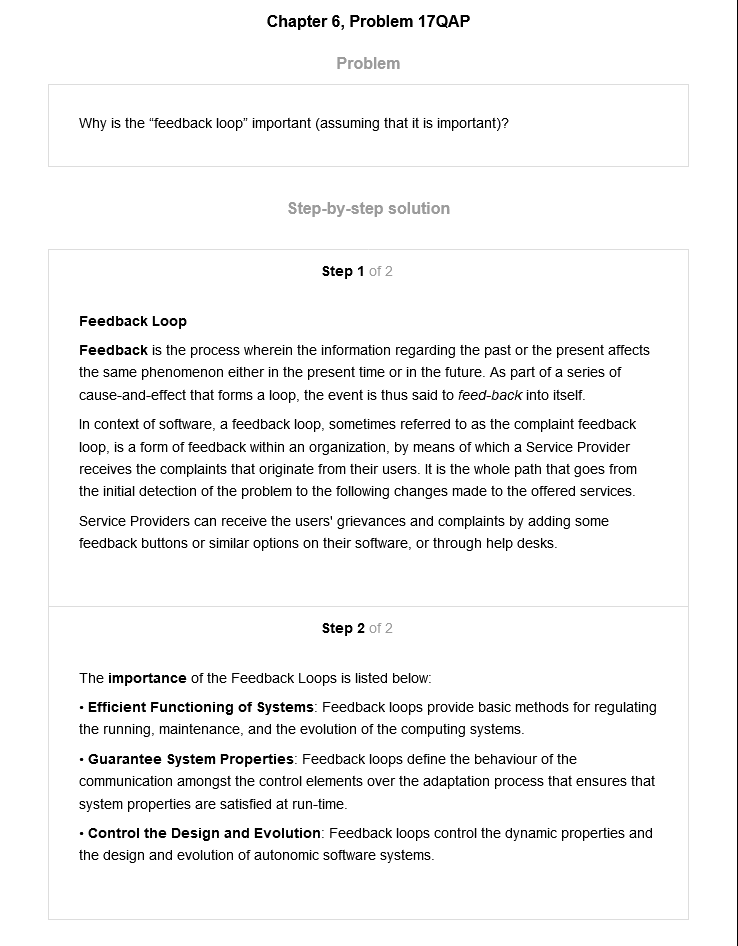 Chapter 6, Problem 17QAP
Problem
Why is the “feedback loop” important (assuming that it is important)?
Step-by-step solution
Step 1 of 2
Feedback Loop
Feedback is the process wherein the information regarding the past or the present affects
the same phenomenon either in the present time or in the future. As part of a series of
cause-and-effect that forms a loop, the event is thus said to feed-back into itself.
In context of software, a feedback loop, sometimes referred to as the complaint feedback
loop, is a form of feedback within an organization, by means of which a Service Provider
receives the complaints that originate from their users. It is the whole path that goes from
the initial detection of the problem to the following changes made to the offered services.
Service Providers can receive the users' grievances and complaints by adding some
feedback buttons or similar options on their software, or through help desks.
Step 2 of 2
The importance of the Feedback Loops is listed below:
• Efficient Functioning of Systems: Feedback loops provide basic methods for regulating
the running, maintenance, and the evolution of the computing systems.
• Guarantee System Properties: Feedback loops define the behaviour of the
communication amongst the control elements over the adaptation process that ensures that
system properties are satisfied at run-time.
• Control the Design and Evolution: Feedback loops control the dynamic properties and
the design and evolution of autonomic software systems.